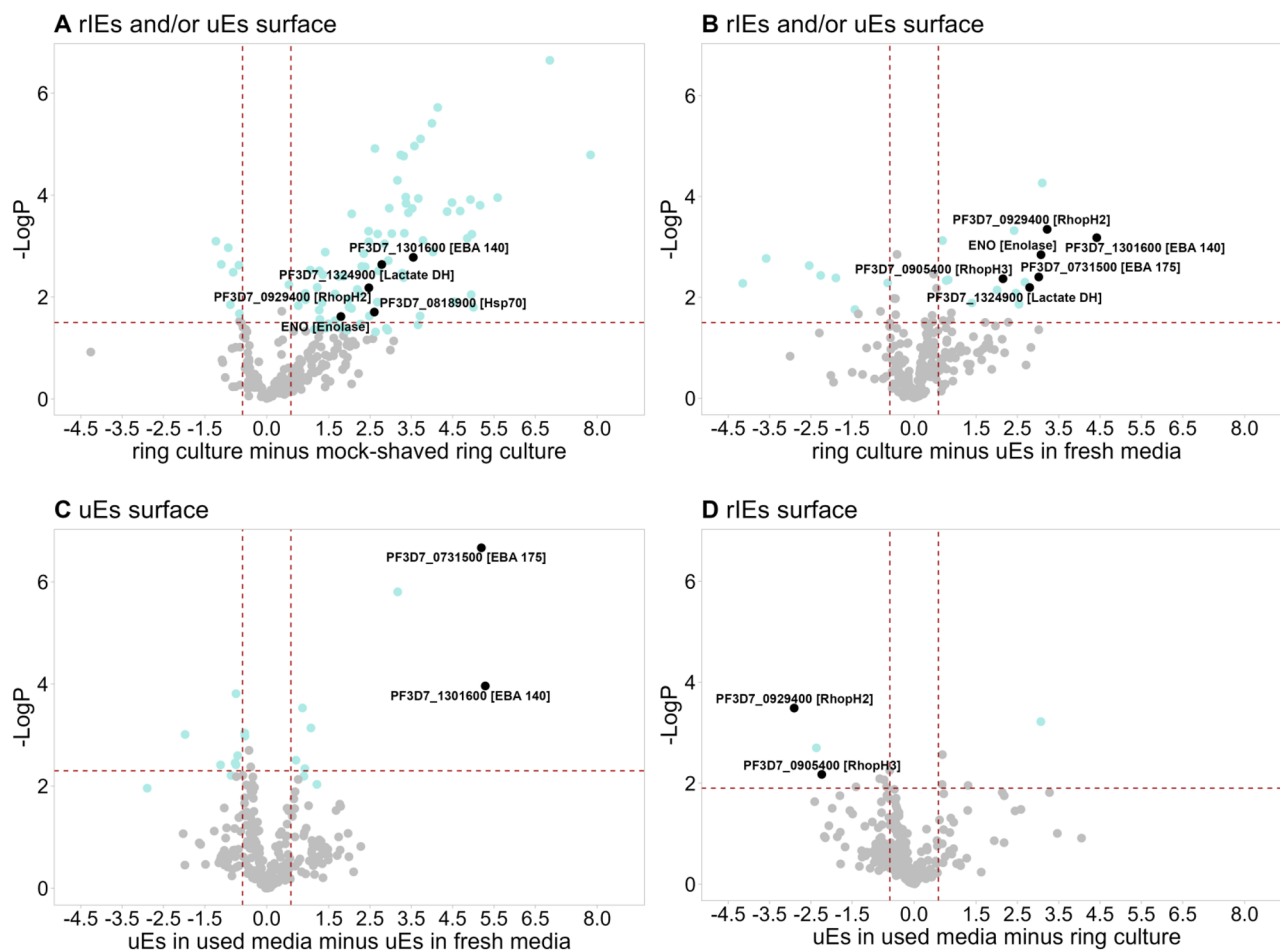 A rIEs and/or uEs surface
-LogP
6
4
2
0
PF3D7_1301600 [EBA 140]
PF3D7_1324900 [Lactate DH]
PF3D7_0929400 [RhopH2]
PF3D7_0818900 [Hsp70]
ENO [Enolase]
-4.5 -3.5 -2.5 -1.5 0.0 1.5 2.5 3.5 4.5 5.5 6.5 8.0
ring culture minus mock-shaved ring culture
B rIEs and/or uEs surface
-LogP
6
4
2
0
PF3D7_0929400 [RhopH2]
ENO [Enolase]
PF3D7_1301600 [EBA 140]
PF3D7_0905400 [RhopH3]
PF3D7_0731500 [EBA 175]
PF3D7_1324900 [Lactate DH]
-4.5 -3.5 -2.5 -1.5 0.0 1.5 2.5 3.5 4.5 5.5 6.5 8.0
ring culture minus uEs in fresh media
C uEs surface
-LogP
6
4
2
0
PF3D7_0731500 [EBA 175]
PF3D7_1301600 [EBA 140]
-4.5 -3.5 -2.5 -1.5 0.0 1.5 2.5 3.5 4.5 5.5 6.5 8.0
uEs in used media minus uEs in fresh media
D rIEs surface
-LogP
6
4
2
0
PF3D7_0929400 [RhopH2]
PF3D7_0905400 [RhopH3]
-4.5 -3.5 -2.5 -1.5 0.0 1.5 2.5 3.5 4.5 5.5 6.5 8.0
uEs in used media minus ring culture